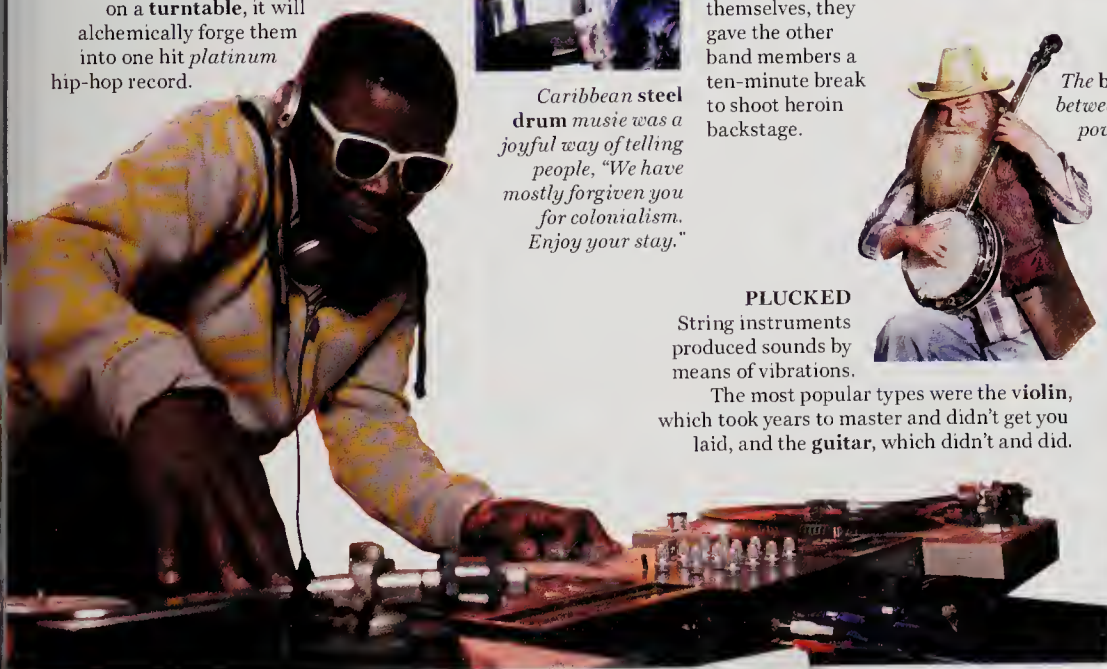 on a turntable, it will
alchemically forge them
into one hit platinum
hip-hop record.
Caribbean steel
drum music was a
joyful way of telling
people, "We have
mostly forgiven you
for colonialism.
Enjoy your stay."
themselves, they
gave the other
band members a
ten-minute break
to shoot heroin
backstage.
The
PLUCKED
String instruments
produced sounds by
means of vibrations.
The most popular types were the violin,
which took years to master and didn't get you
laid, and the guitar, which didn't and did.